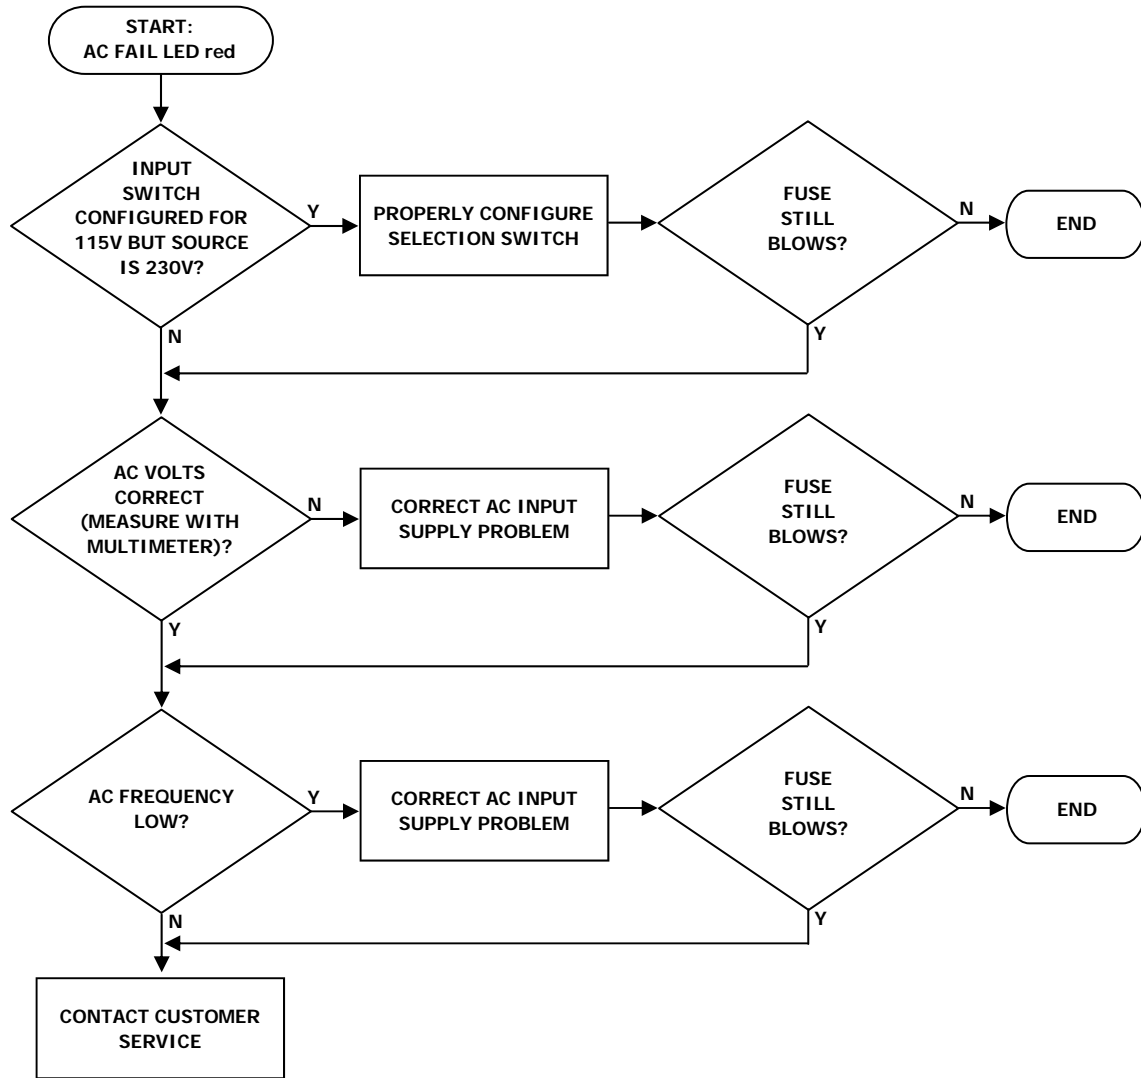 START:
AC FAIL LED red
INPUT
SWITCH
CONFIGURED FOR
115V BUT SOURCE
IS 230V?
Y
PROPERLY CONFIGURE
SELECTION SWITCH
FUSE
STILL
BLOWS?
N
END
N
Y
AC VOLTS
CORRECT
(MEASURE WITH
MULTIMETER)?
N
CORRECT AC INPUT
SUPPLY PROBLEM
FUSE
STILL
BLOWS?
N
END
Y
Y
AC FREQUENCY
LOW?
Y
CORRECT AC INPUT
SUPPLY PROBLEM
FUSE
STILL
BLOWS?
N
END
N
Y
CONTACT CUSTOMER
SERVICE